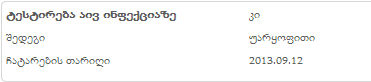 ტესტირება აივ ინფექციაზე კი
შედეგი უარყოფითი
ჩატარების თარიღი 2013.09.12